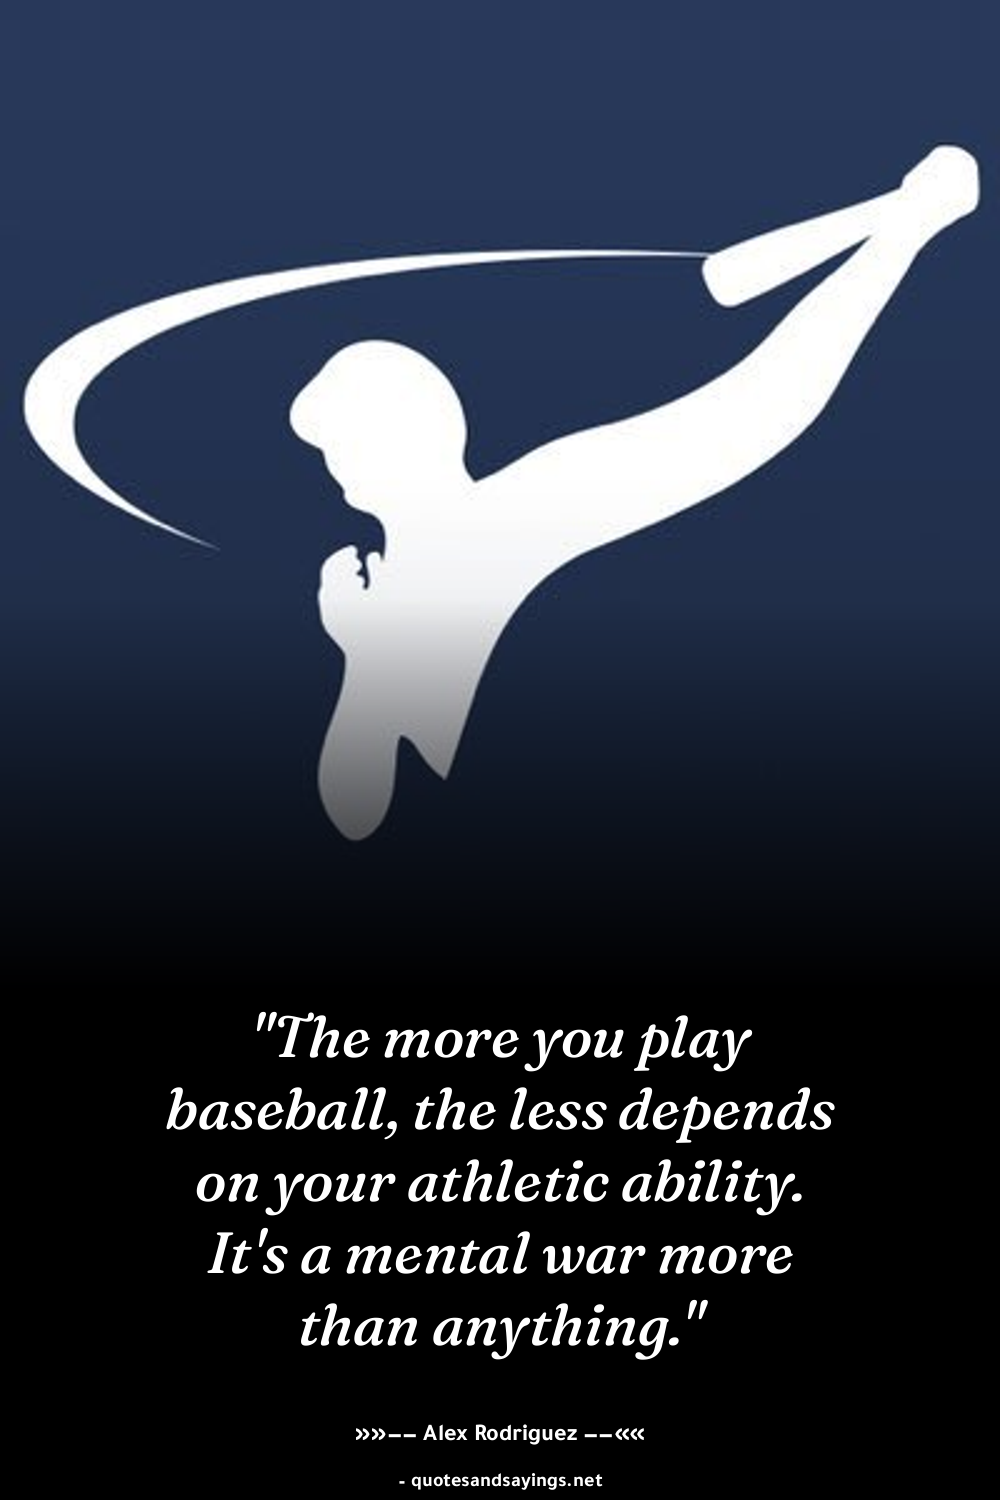 "The more you play
baseball, the less depends
on your athletic ability.
It's a mental war more
than anything."
»»–– Alex Rodriguez ––««
- quotesandsayings.net